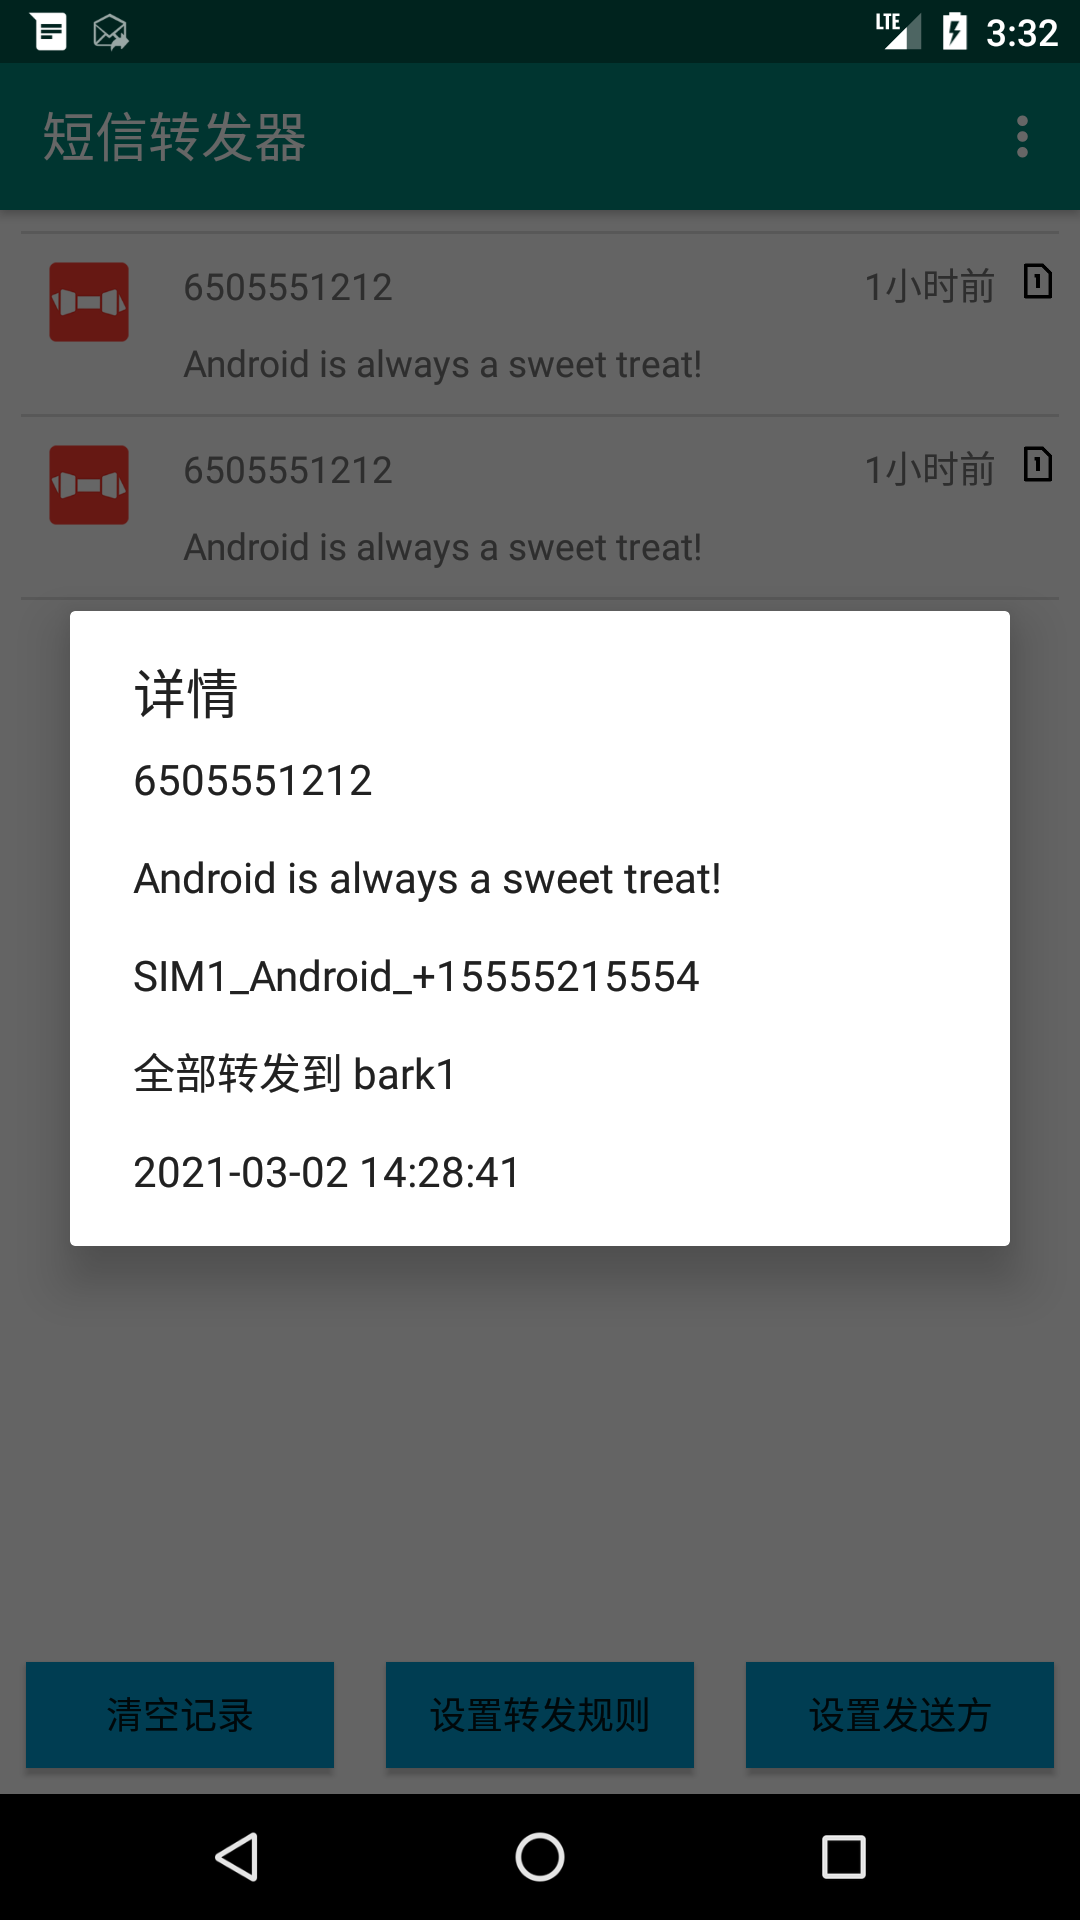 LTE 3:32
短信转发器
6505551212 1小时前 1
Android is always a sweet treat!
6505551212 1小时前 1
Android is always a sweet treat!
详情
6505551212
Android is always a sweet treat!
SIM1_Android_+15555215554
全部转发到 bark1
2021-03-02 14:28:41
清空记录 设置转发规则 设置发送方